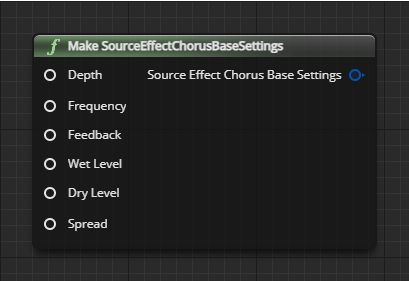 f Make SourceEffectChorusBaseSettings
Depth Source Effect Chorus Base Settings
Frequency
Feedback
Wet Level
Dry Level
Spread